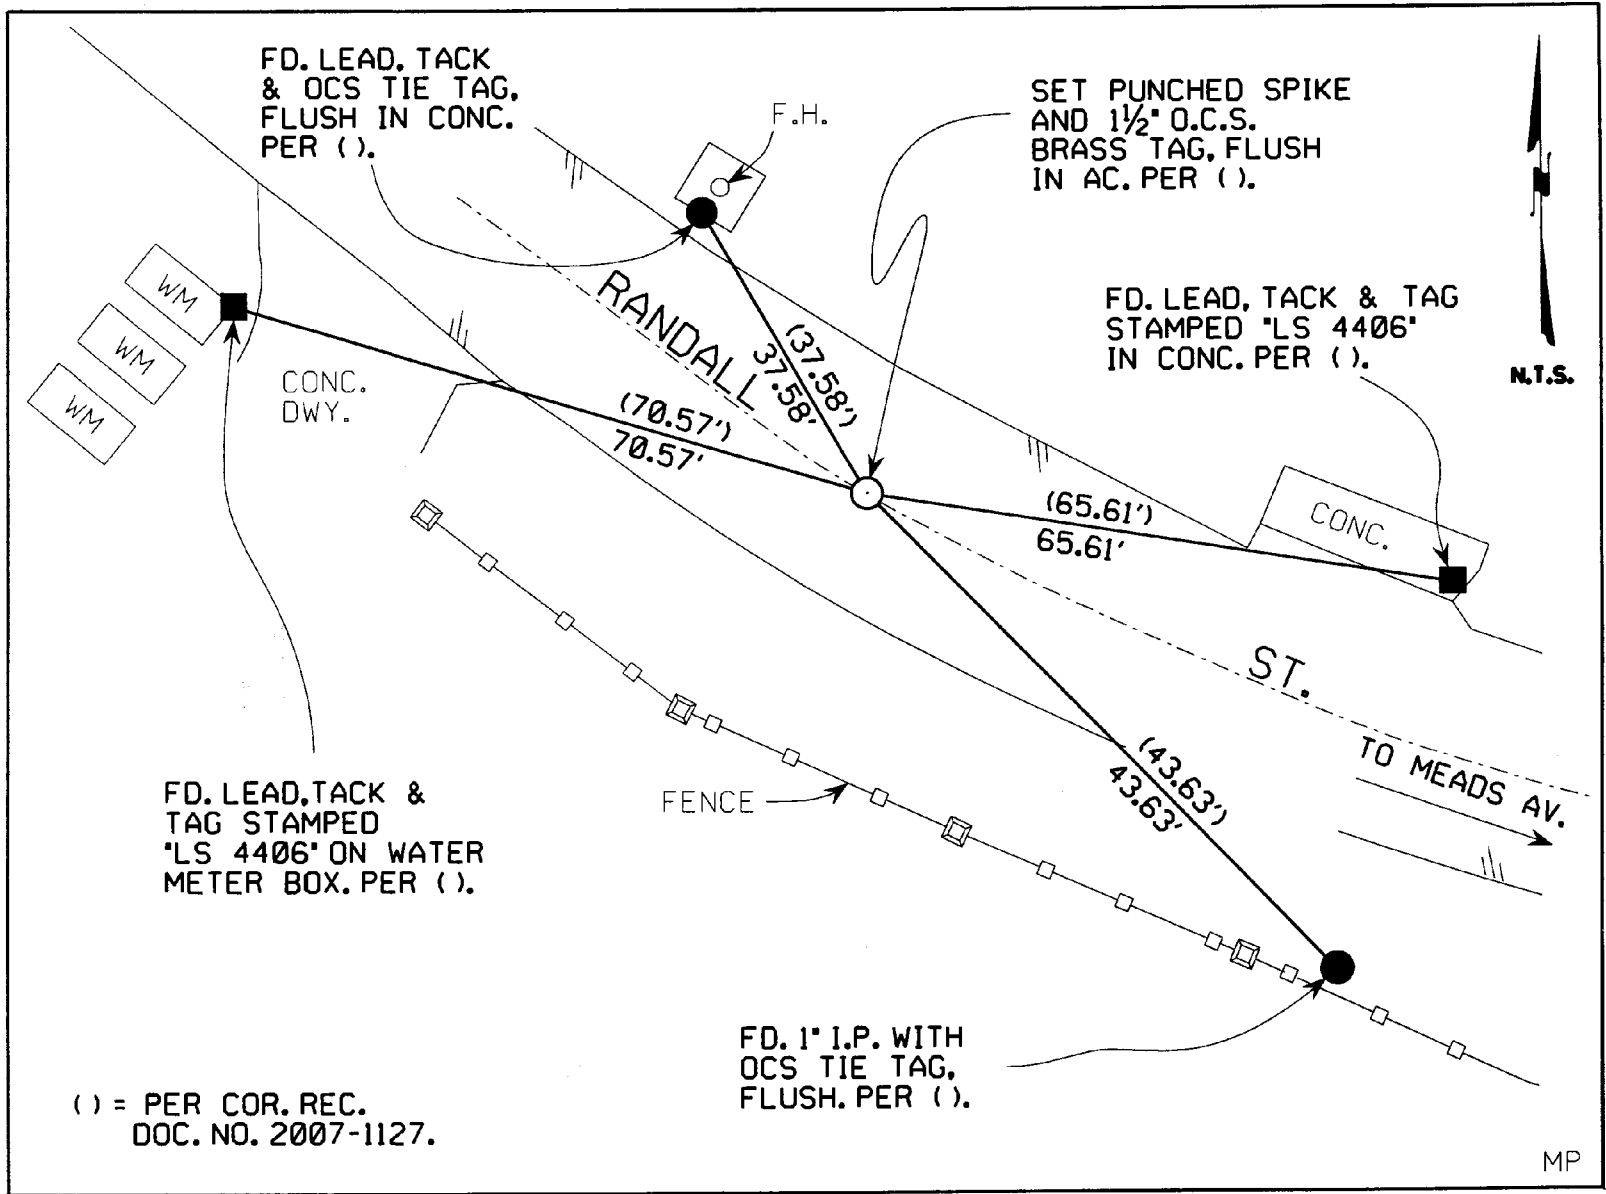 FD. LEAD, TACK
& OCS TIE TAG,
FLUSH IN CONC.
PER ( ).
F.H.
SET PUNCHED SPIKE
AND 1½" O.C.S.
BRASS TAG, FLUSH
IN AC. PER ( ).
N.T.S.
FD. LEAD, TACK & TAG
STAMPED "LS 4406"
IN CONC. PER ( ).
WM
WM
WM
CONC.
DWY.
RANDALL
(37.58')
37.58'
(70.57')
70.57'
(65.61')
65.61'
CONC.
ST.
TO MEADS AV.
(43.63')
43.63'
FENCE
FD. LEAD, TACK &
TAG STAMPED
"LS 4406" ON WATER
METER BOX. PER ( ).
FD. 1" I.P. WITH
OCS TIE TAG,
FLUSH. PER ( ).
( ) = PER COR. REC.
DOC. NO. 2007-1127.
MP